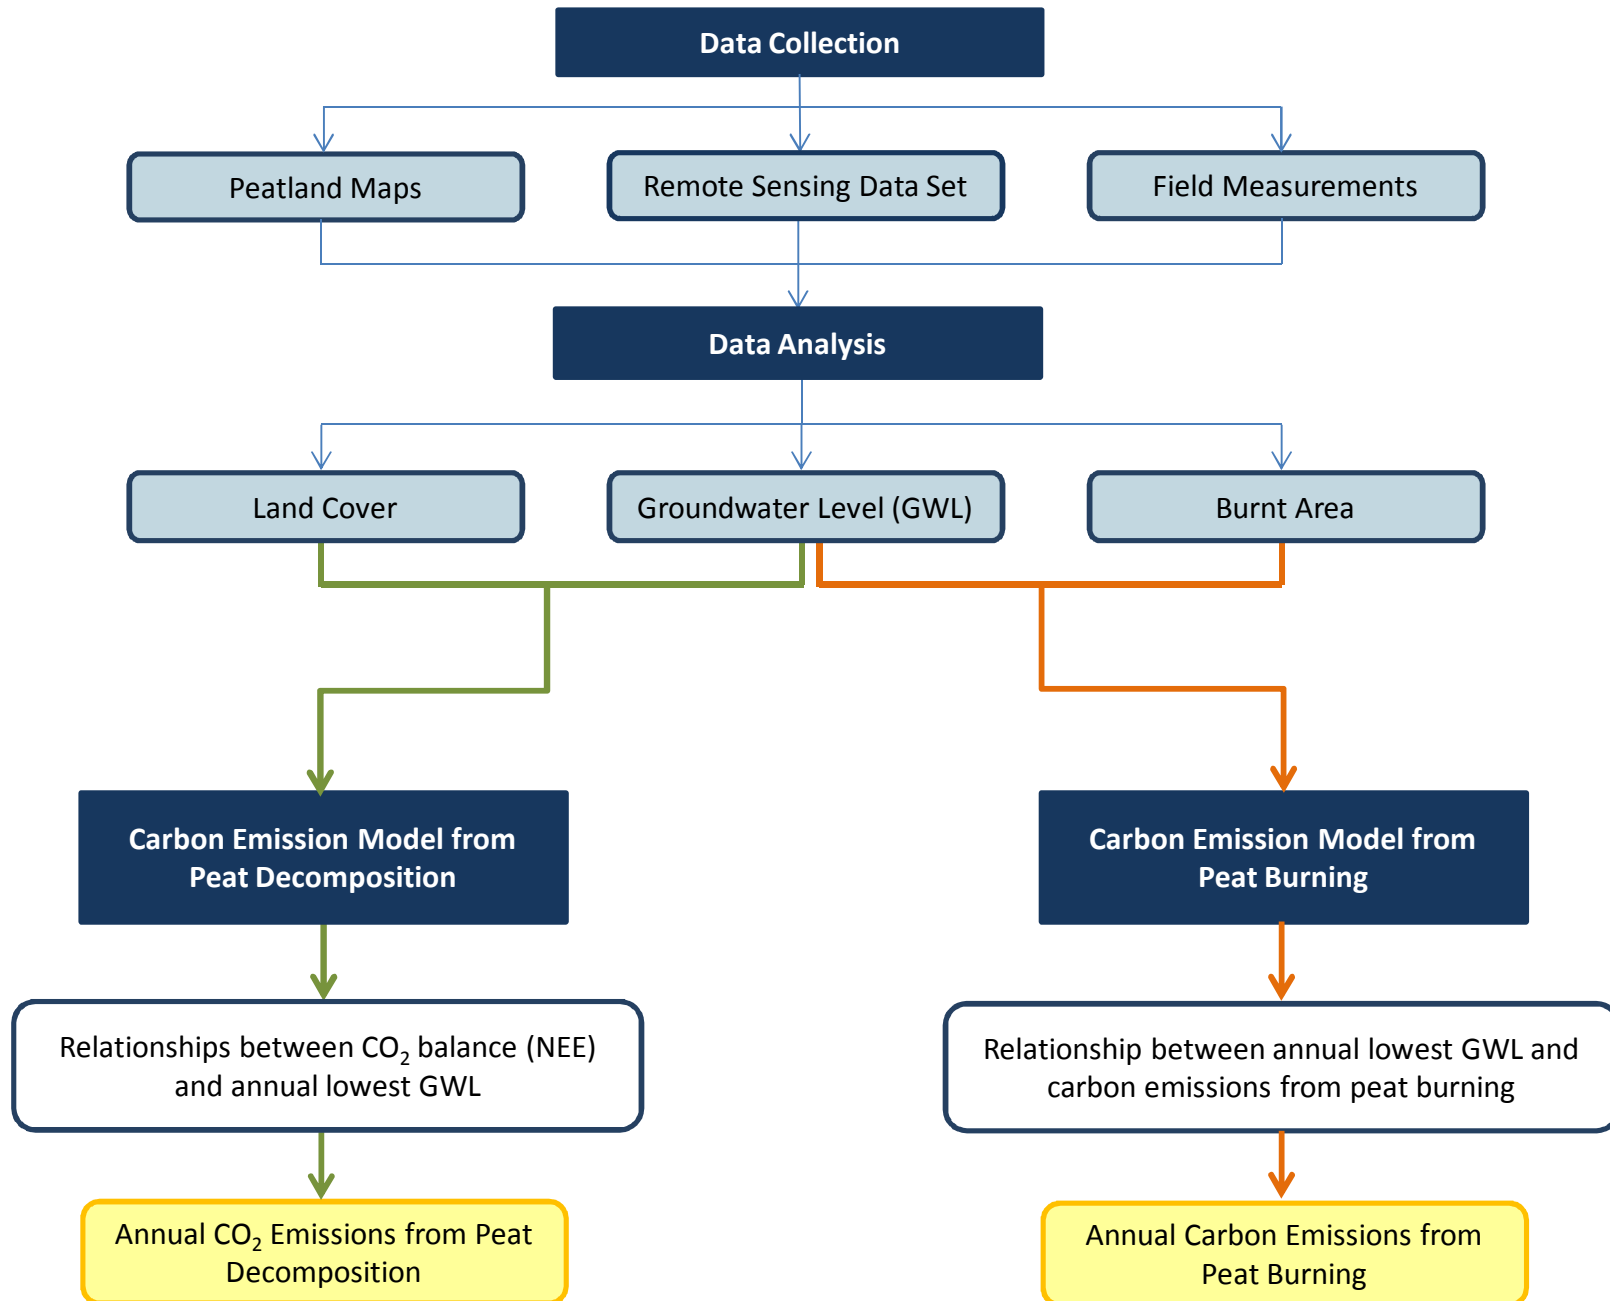 Data Collection
Peatland Maps
Remote Sensing Data Set
Field Measurements
Data Analysis
Land Cover
Groundwater Level (GWL)
Burnt Area
Carbon Emission Model from
Peat Decomposition
Carbon Emission Model from
Peat Burning
Relationships between CO₂ balance (NEE)
and annual lowest GWL
Relationship between annual lowest GWL and
carbon emissions from peat burning
Annual CO₂ Emissions from Peat
Decomposition
Annual Carbon Emissions from
Peat Burning